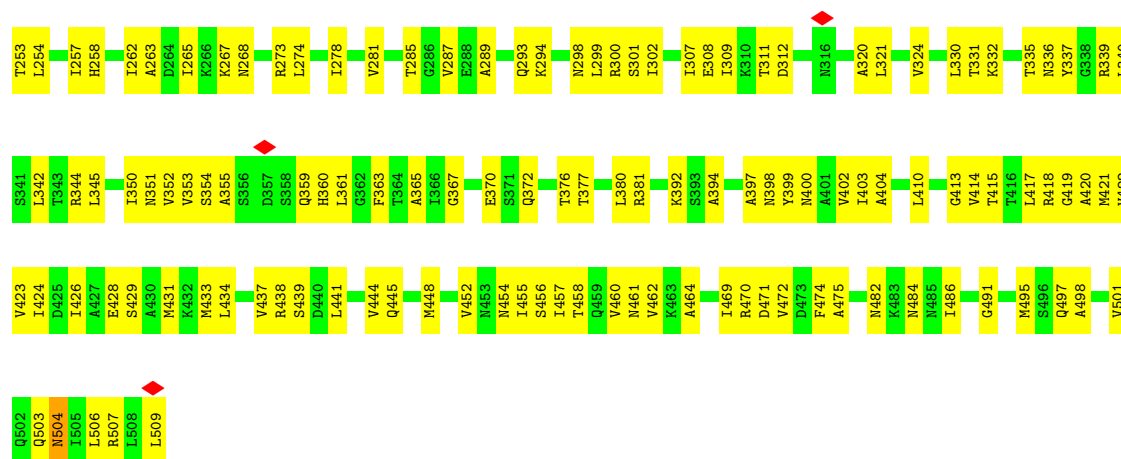 T253 L254 I257 H258 I262 A263 D264 I265 K266 K267 N268 R273 L274 I278 V281 T285 G286 V287 E288 A289 Q293 K294 N298 L299 R300 S301 I302 I307 E308 I309 K310 T311 D312 N316 A320 L321 V324 L330 T331 K332 T335 N336 Y337 G338 R339
S341 L342 T343 R344 L345 I350 N351 V352 V353 S354 A355 S356 D357 S358 Q359 H360 L361 G362 F363 T364 A365 I366 G367 E370 S371 Q372 T376 T377 L380 R381 K392 S393 A394 A397 N398 Y399 N400 A401 V402 I403 A404 L410 G413 V414 T415 T416 L417 R418 G419 A420 M421
V423 I424 D425 I426 A427 E428 S429 A430 M431 K432 M433 L434 V437 R438 S439 D440 L441 V444 Q445 M448 V452 N453 N454 I455 S456 I457 T458 Q459 V460 N461 V462 K463 A464 I469 R470 D471 V472 D473 F474 A475 N482 K483 N484 N485 I486 G491 M495 S496 Q497 A498 V501
Q502 Q503 N504 I505 L506 R507 L508 L509